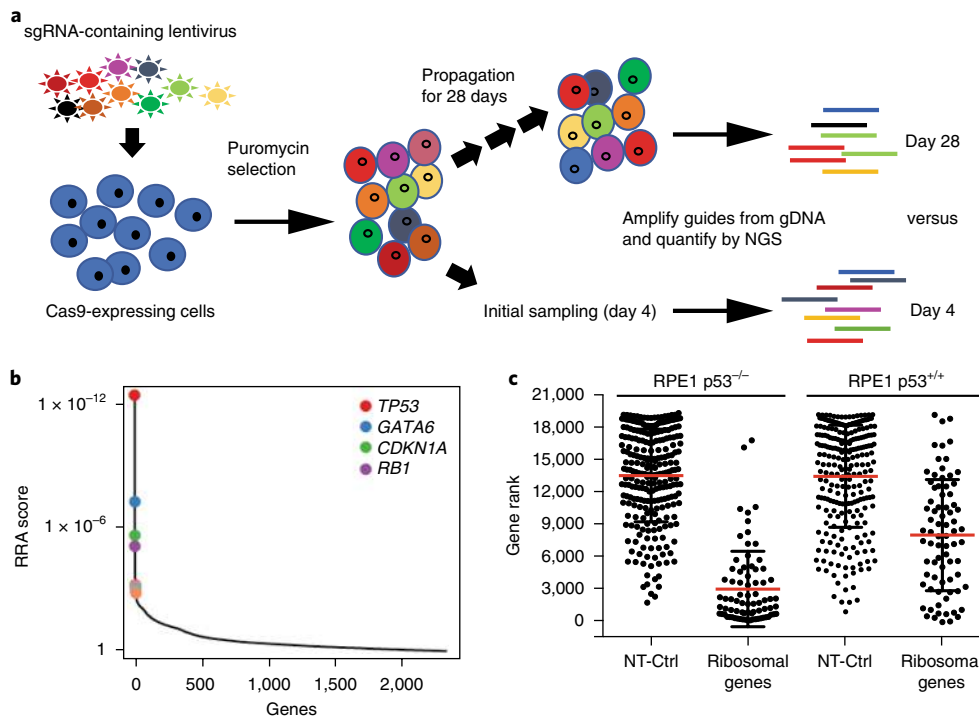 a
sgRNA-containing lentivirus
Puromycin
selection
Propagation
for 28 days
Day 28
Amplify guides from gDNA
and quantify by NGS
versus
Cas9-expressing cells
Initial sampling (day 4)
Day 4
b
RRA score
1 × 10⁻¹²
1 × 10⁻⁶
1
TP53
GATA6
CDKN1A
RB1
0
500
1,000
1,500
2,000
Genes
c
RPE1 p53⁻/⁻
RPE1 p53⁺/⁺
Gene rank
21,000
18,000
15,000
12,000
9,000
6,000
3,000
0
NT-Ctrl
Ribosomal
genes
NT-Ctrl
Ribosoma
genes